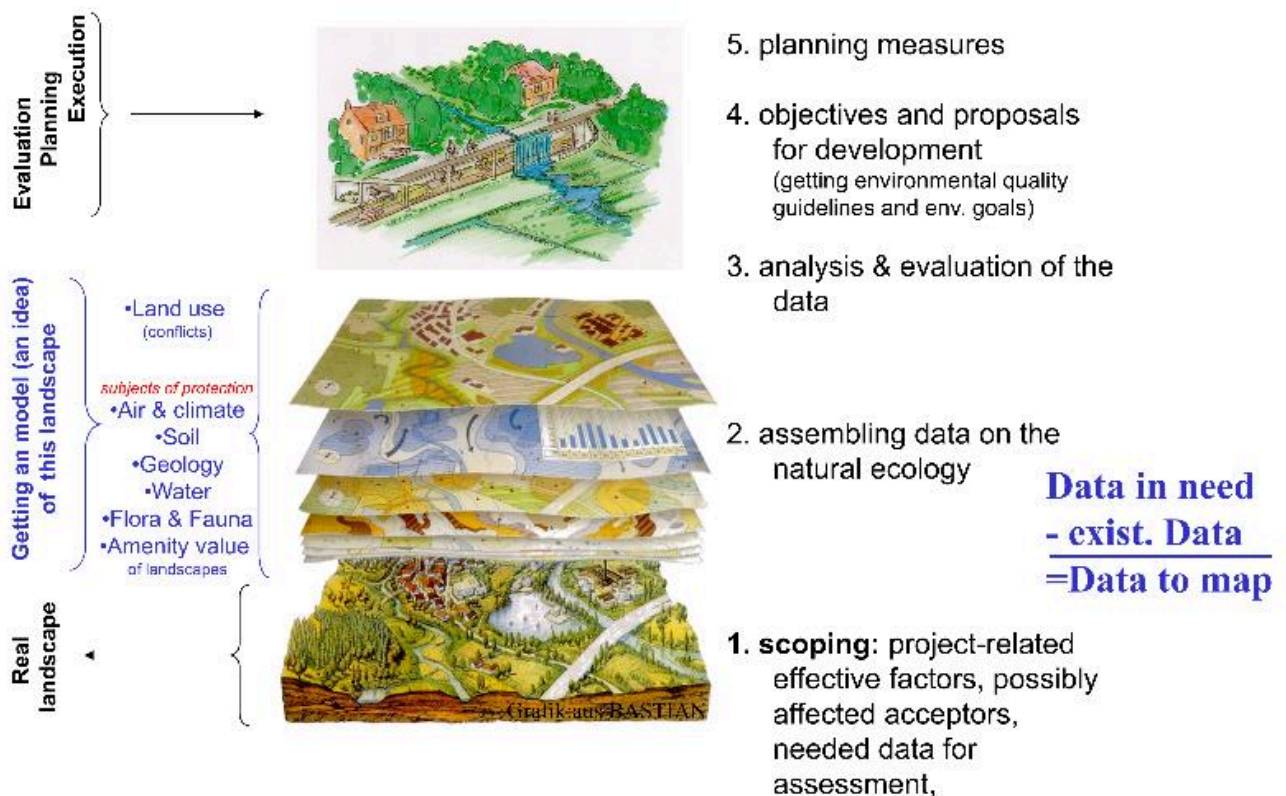 Evaluation
Planning
Execution
5. planning measures
4. objectives and proposals
for development
(getting environmental quality
guidelines and env. goals)
3. analysis & evaluation of the
data
Getting an model (an idea)
of this landscape
•Land use
(conflicts)
subjects of protection
•Air & climate
•Soil
•Geology
•Water
•Flora & Fauna
•Amenity value
of landscapes
2. assembling data on the
natural ecology
Data in need
- exist. Data
=Data to map
Real
landscape
Grafik:aus BASTIAN
1. scoping: project-related
effective factors, possibly
affected acceptors,
needed data for
assessment,